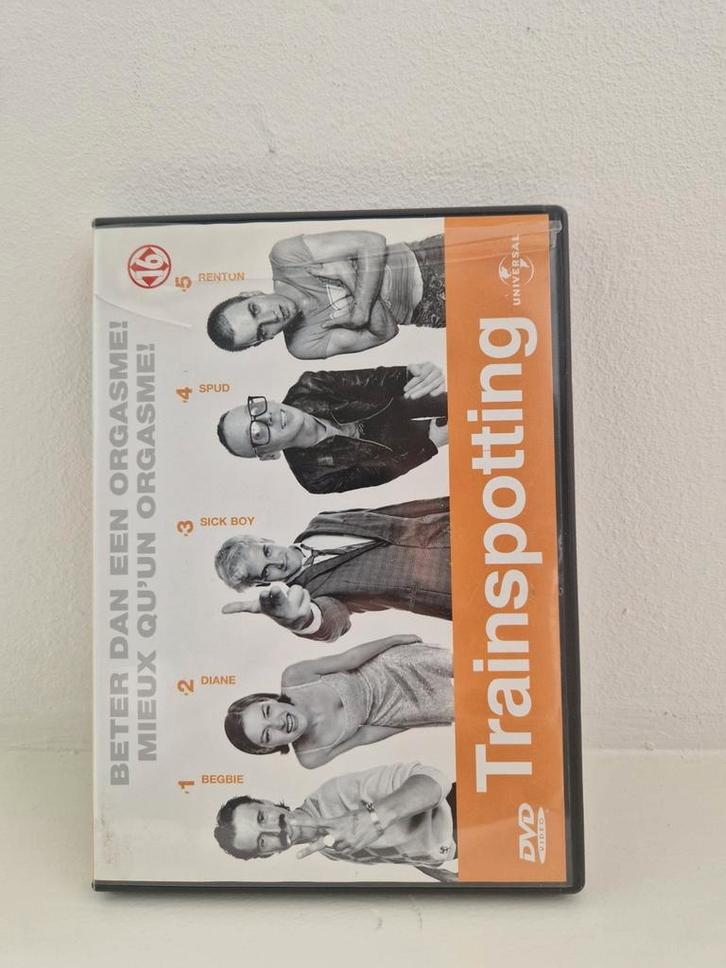 BETER DAN EEN ORGASME!
MIEUX QU'UN ORGASME!
16
·1 BEGBIE
·2 DIANE
·3 SICK BOY
·4 SPUD
·5 RENTON
Trainspotting
DVD
VIDEO
UNIVERSAL